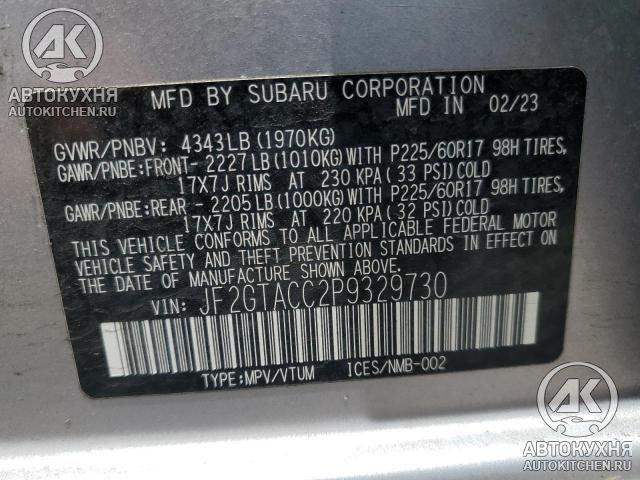 AK
АВТОКУХНЯ
AUTOKITCHEN.RU
MFD BY SUBARU CORPORATION
MFD IN 02/23
GVWR/PNBV: 4343LB (1970KG)
GAWR/PNBE:FRONT- 2227LB (1010KG)WITH P225/60R17 98H TIRES,
17X7J RIMS AT 230 KPA (33 PSI)COLD
GAWR/PNBE:REAR - 2205LB (1000KG)WITH P225/60R17 98H TIRES,
17X7J RIMS AT 220 KPA (32 PSI)COLD
THIS VEHICLE CONFORMS TO ALL APPLICABLE FEDERAL MOTOR
VEHICLE SAFETY AND THEFT PREVENTION STANDARDS IN EFFECT ON
THE DATE OF MANUFACTURE SHOWN ABOVE.
VIN: JF2GTACC2P9329730
TYPE:MPV/VTUM ICES/NMB-002
AK
АВТОКУХНЯ
AUTOKITCHEN.RU